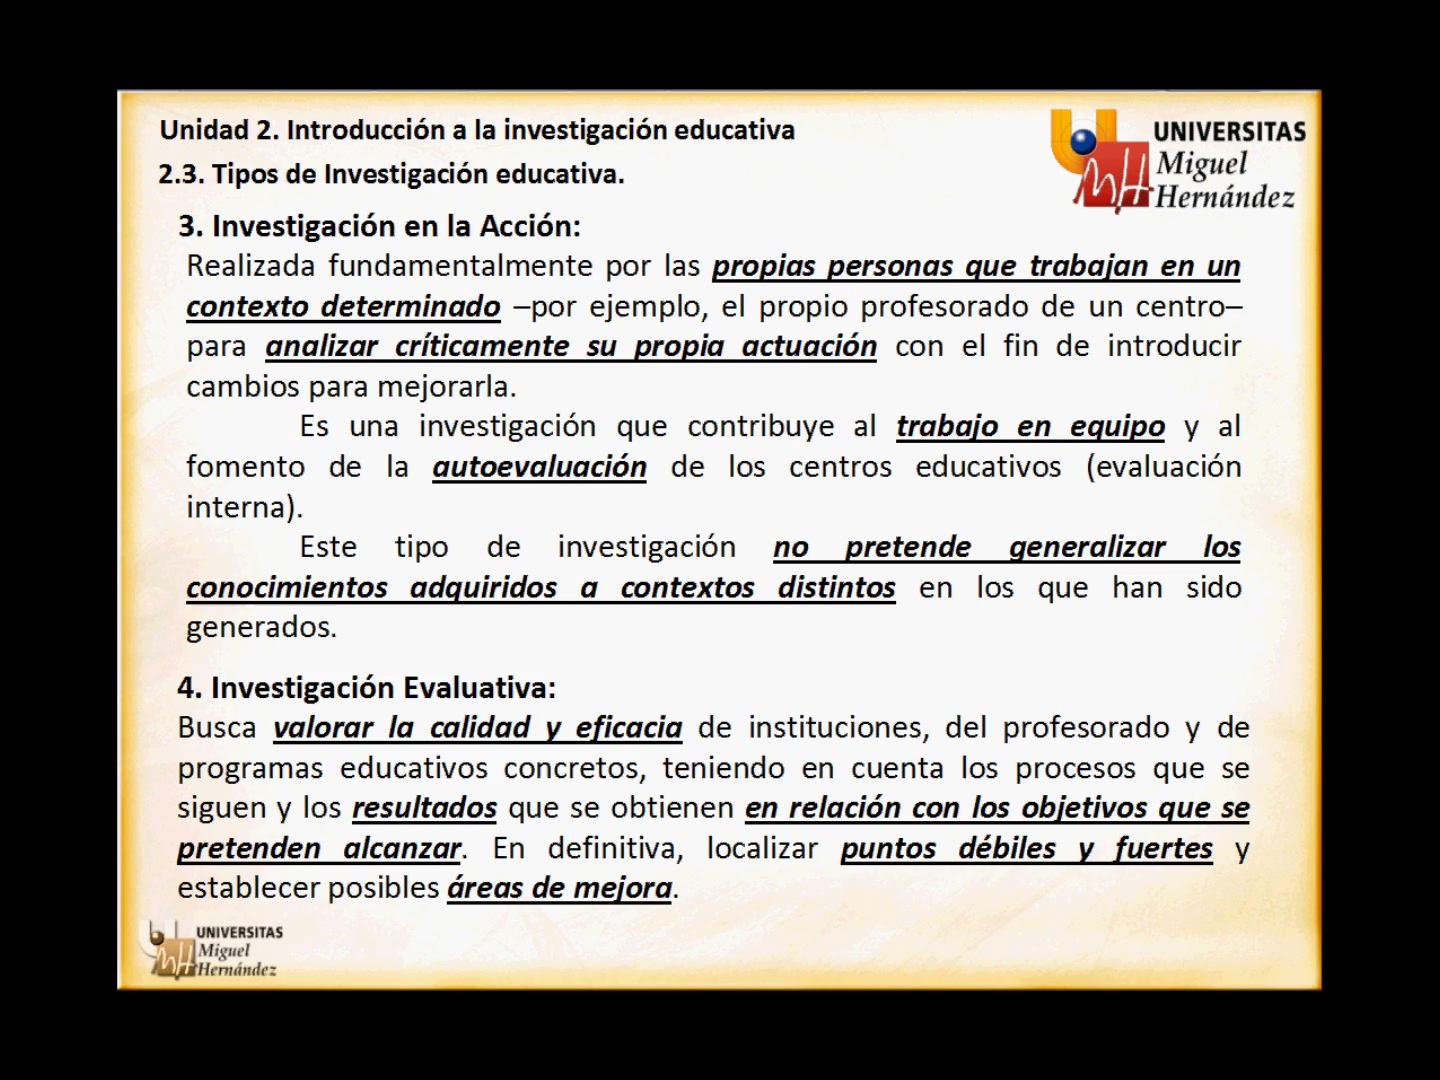 Unidad 2. Introducción a la investigación educativa
2.3. Tipos de Investigación educativa.
UNIVERSITAS
Miguel
Hernández
3. Investigación en la Acción:
Realizada fundamentalmente por las propias personas que trabajan en un
contexto determinado –por ejemplo, el propio profesorado de un centro–
para analizar críticamente su propia actuación con el fin de introducir
cambios para mejorarla.
Es una investigación que contribuye al trabajo en equipo y al
fomento de la autoevaluación de los centros educativos (evaluación
interna).
Este tipo de investigación no pretende generalizar los
conocimientos adquiridos a contextos distintos en los que han sido
generados.
4. Investigación Evaluativa:
Busca valorar la calidad y eficacia de instituciones, del profesorado y de
programas educativos concretos, teniendo en cuenta los procesos que se
siguen y los resultados que se obtienen en relación con los objetivos que se
pretenden alcanzar. En definitiva, localizar puntos débiles y fuertes y
establecer posibles áreas de mejora.
UNIVERSITAS
Miguel
Hernández